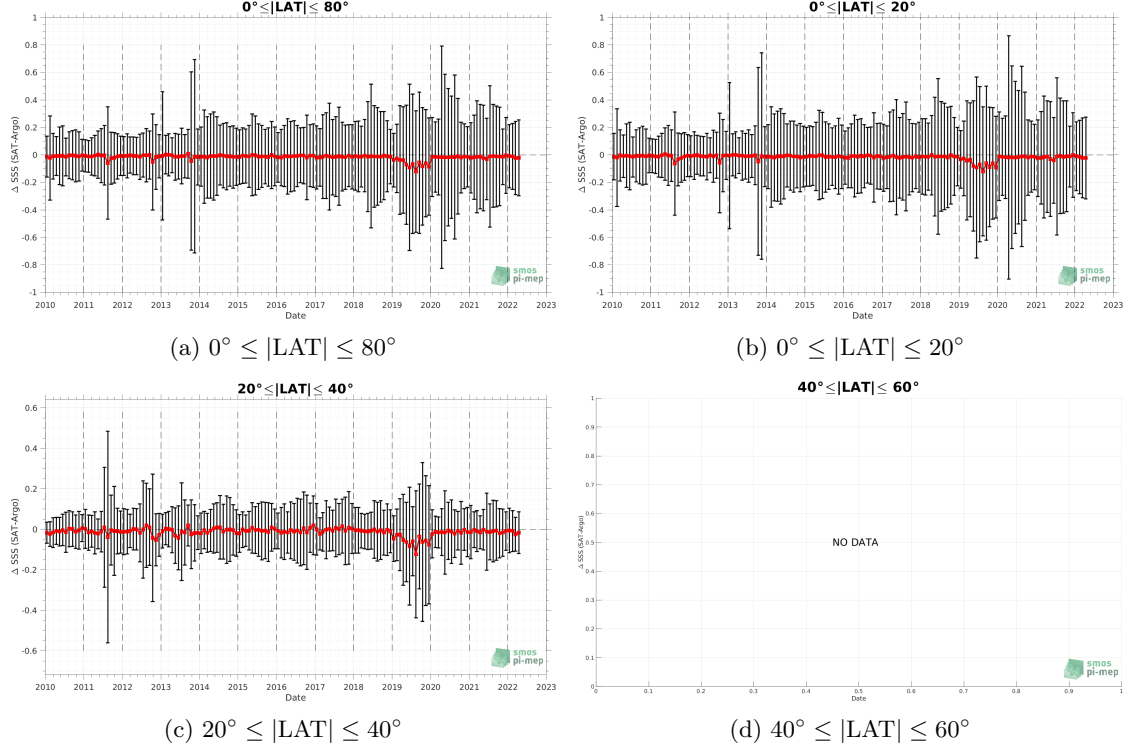 0°≤|LAT|≤ 80°
Δ SSS (SAT-Argo)
1
0.8
0.6
0.4
0.2
0
-0.2
-0.4
-0.6
-0.8
-1
2010 2011 2012 2013 2014 2015 2016 2017 2018 2019 2020 2021 2022 2023
Date
smos
pi-mep
(a) 0° ≤ |LAT| ≤ 80°
0°≤|LAT|≤ 20°
Δ SSS (SAT-Argo)
1
0.8
0.6
0.4
0.2
0
-0.2
-0.4
-0.6
-0.8
-1
2010 2011 2012 2013 2014 2015 2016 2017 2018 2019 2020 2021 2022 2023
Date
smos
pi-mep
(b) 0° ≤ |LAT| ≤ 20°
20°≤|LAT|≤ 40°
Δ SSS (SAT-Argo)
0.6
0.4
0.2
0
-0.2
-0.4
-0.6
2010 2011 2012 2013 2014 2015 2016 2017 2018 2019 2020 2021 2022 2023
Date
smos
pi-mep
(c) 20° ≤ |LAT| ≤ 40°
40°≤|LAT|≤ 60°
Δ SSS (SAT-Argo)
1
0.9
0.8
0.7
0.6
0.5
0.4
0.3
0.2
0.1
0
NO DATA
0 0.1 0.2 0.3 0.4 0.5 0.6 0.7 0.8 0.9 1
Date
smos
pi-mep
(d) 40° ≤ |LAT| ≤ 60°